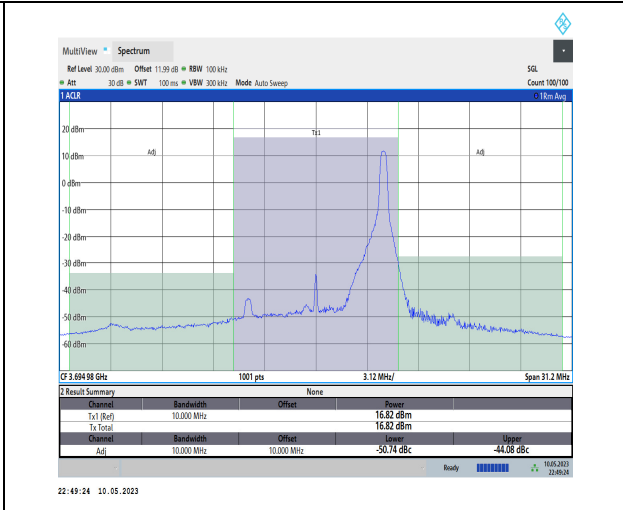 MultiView Spectrum
Ref Level 30.00 dBm Offset 11.99 dB RBW 100 kHz SGL
Att 30 dB SWT 100 ms VBW 300 kHz Mode Auto Sweep Count 100/100
1 ACLR 1Rm Avg
20 dBm
Tx1
10 dBm
Adj
Adj
0 dBm
-10 dBm
-20 dBm
-30 dBm
-40 dBm
-50 dBm
-60 dBm
CF 3.694 98 GHz 1001 pts 3.12 MHz/ Span 31.2 MHz
2 Result Summary None
Channel Bandwidth Offset Power
Tx1 (Ref) 10.000 MHz 16.82 dBm
Tx Total 16.82 dBm
Channel Bandwidth Offset Lower Upper
Adj 10.000 MHz 10.000 MHz -50.74 dBc -44.08 dBc
Ready 10.05.2023
22:49:24
22:49:24 10.05.2023